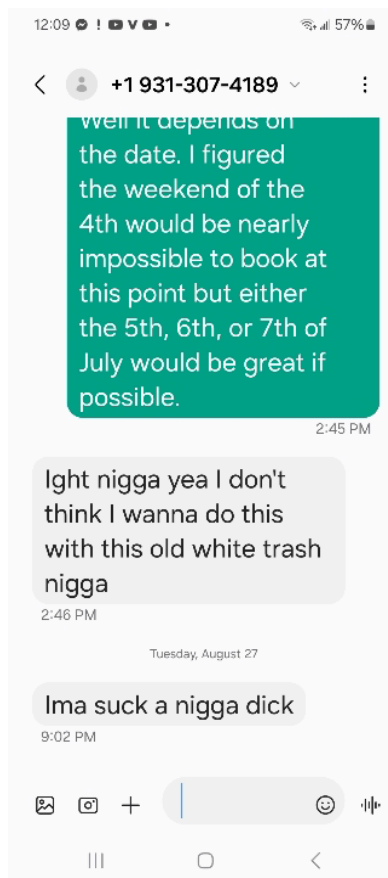 12:09
57%
+1 931-307-4189
Well it depends on
the date. I figured
the weekend of the
4th would be nearly
impossible to book at
this point but either
the 5th, 6th, or 7th of
July would be great if
possible.
2:45 PM
Ight nigga yea I don't
think I wanna do this
with this old white trash
nigga
2:46 PM
Tuesday, August 27
Ima suck a nigga dick
9:02 PM